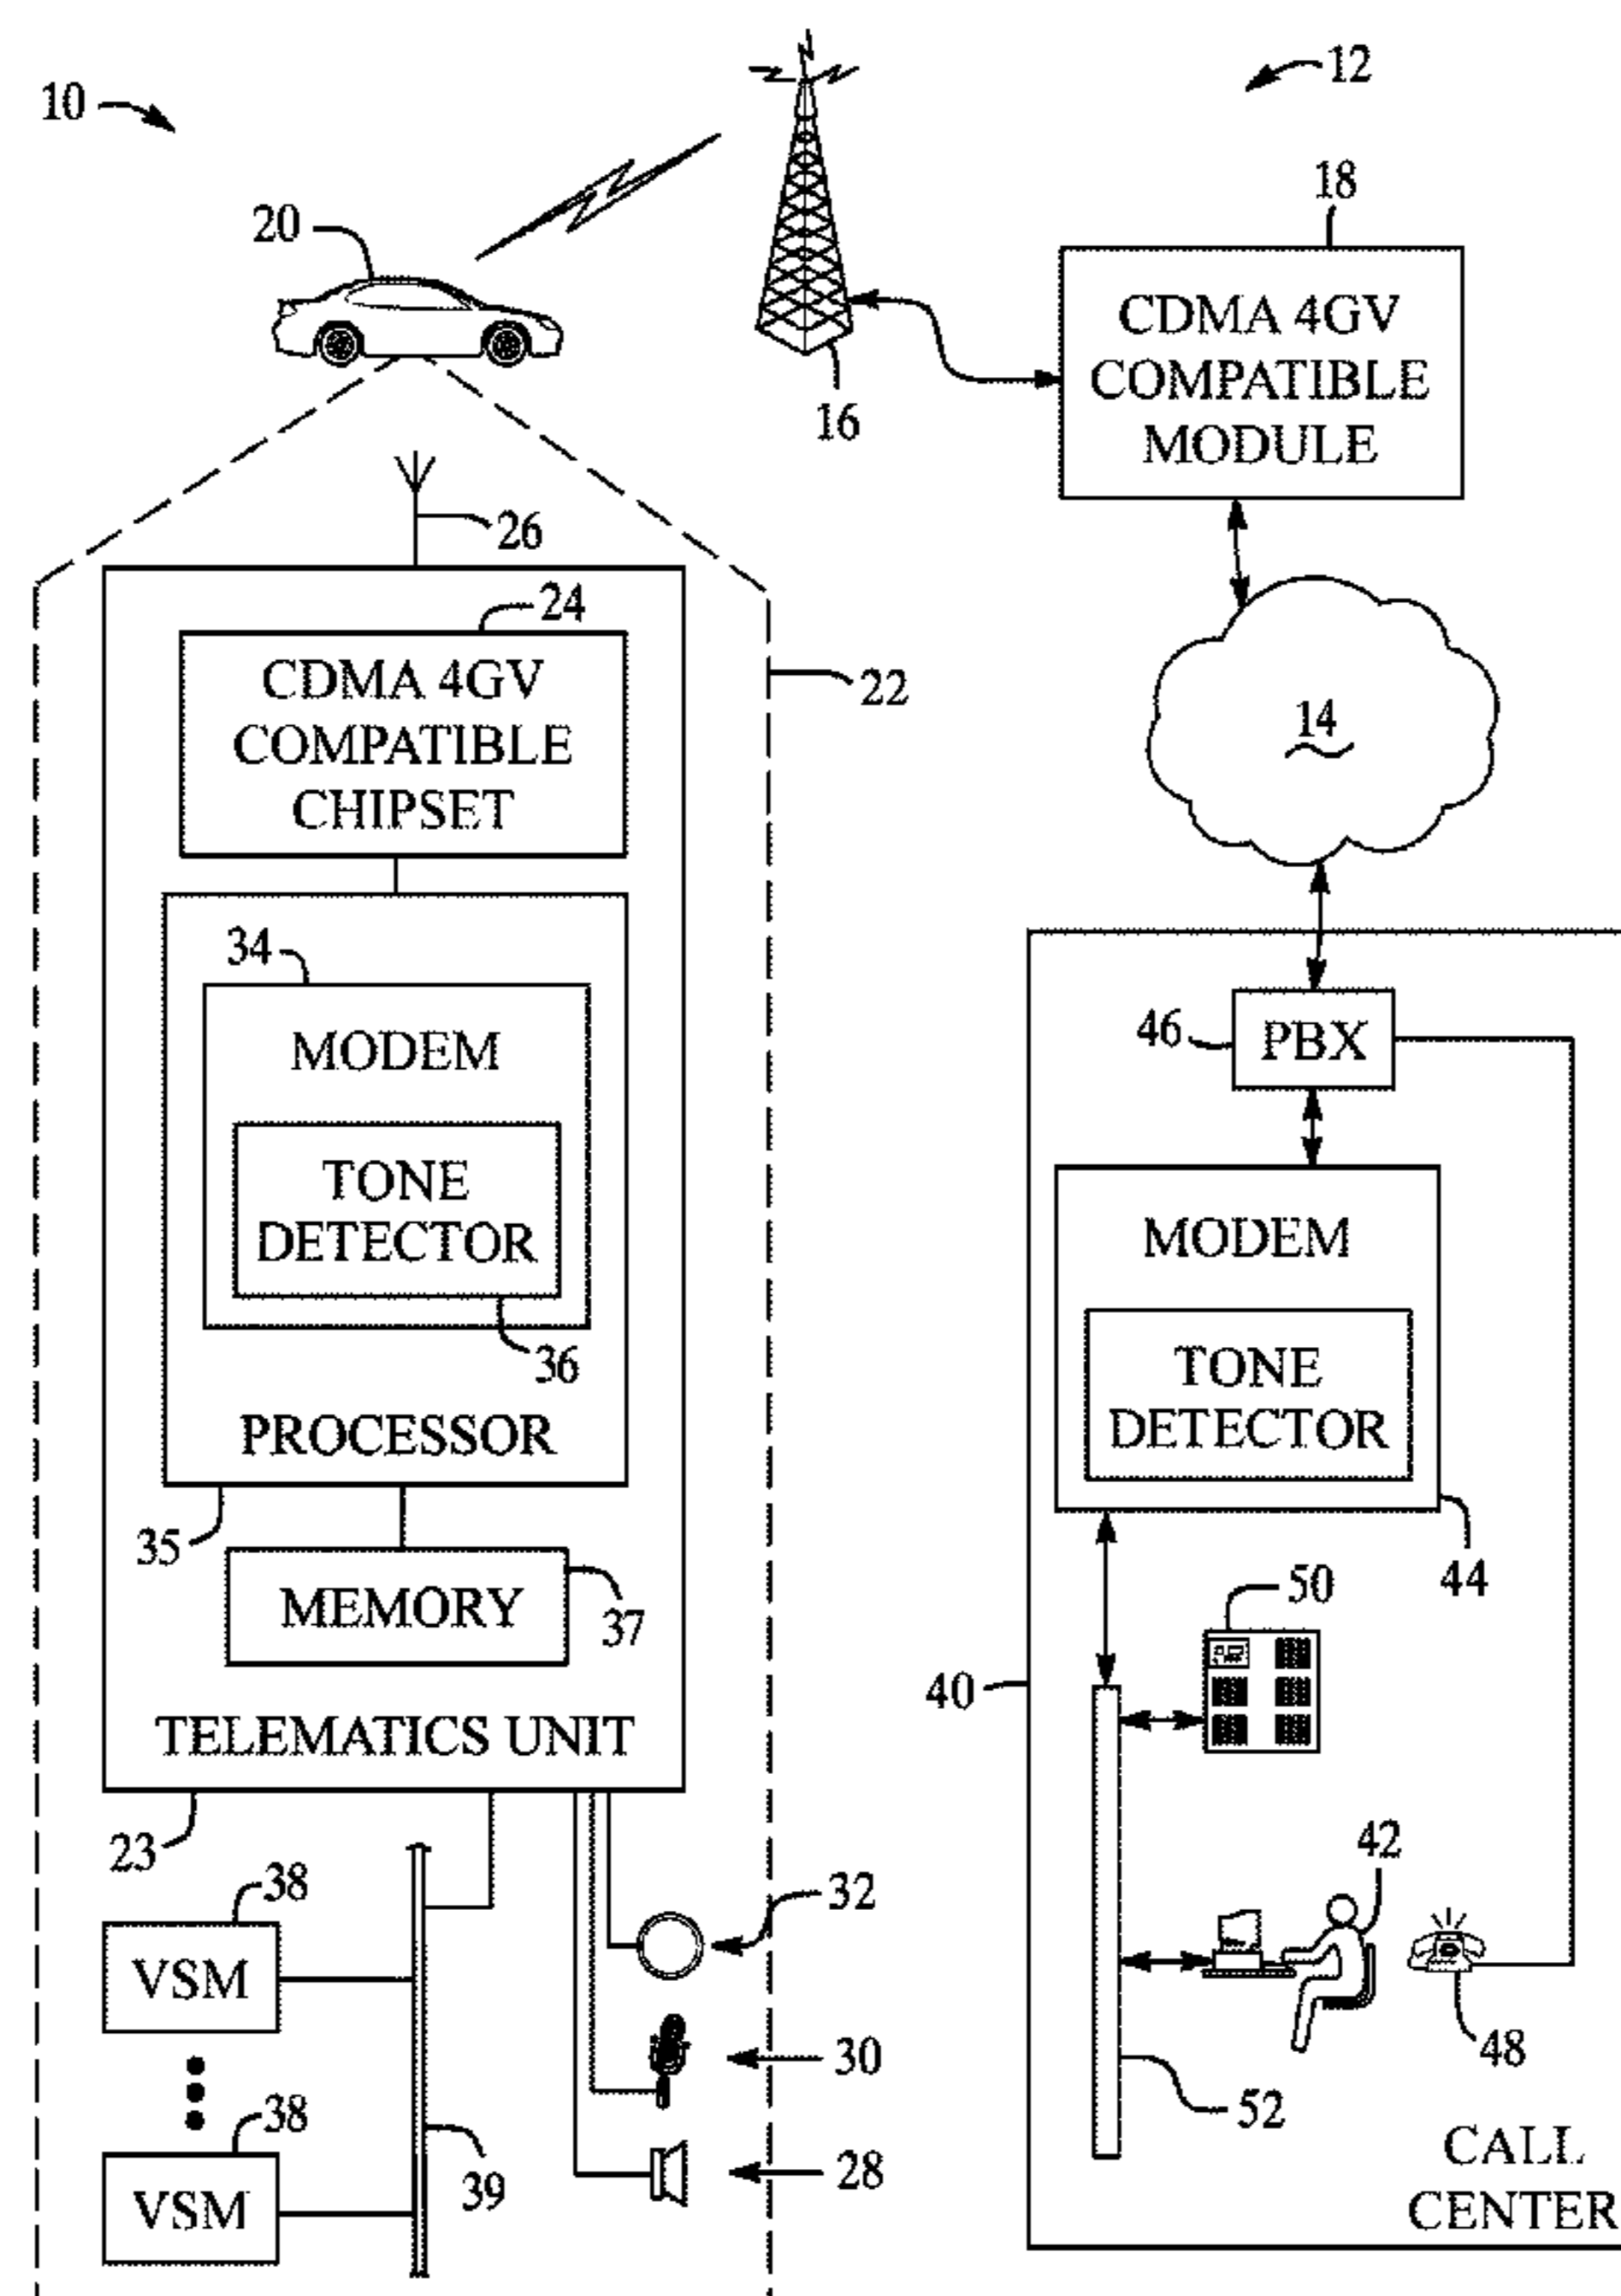 10
12
20
16
18
CDMA 4GV
COMPATIBLE
MODULE
26
24
CDMA 4GV
COMPATIBLE
CHIPSET
22
14
34
MODEM
TONE
DETECTOR
36
PROCESSOR
35
MEMORY
37
TELEMATICS UNIT
23
38
VSM
38
VSM
39
32
30
28
46
PBX
MODEM
TONE
DETECTOR
44
50
40
42
48
52
CALL
CENTER